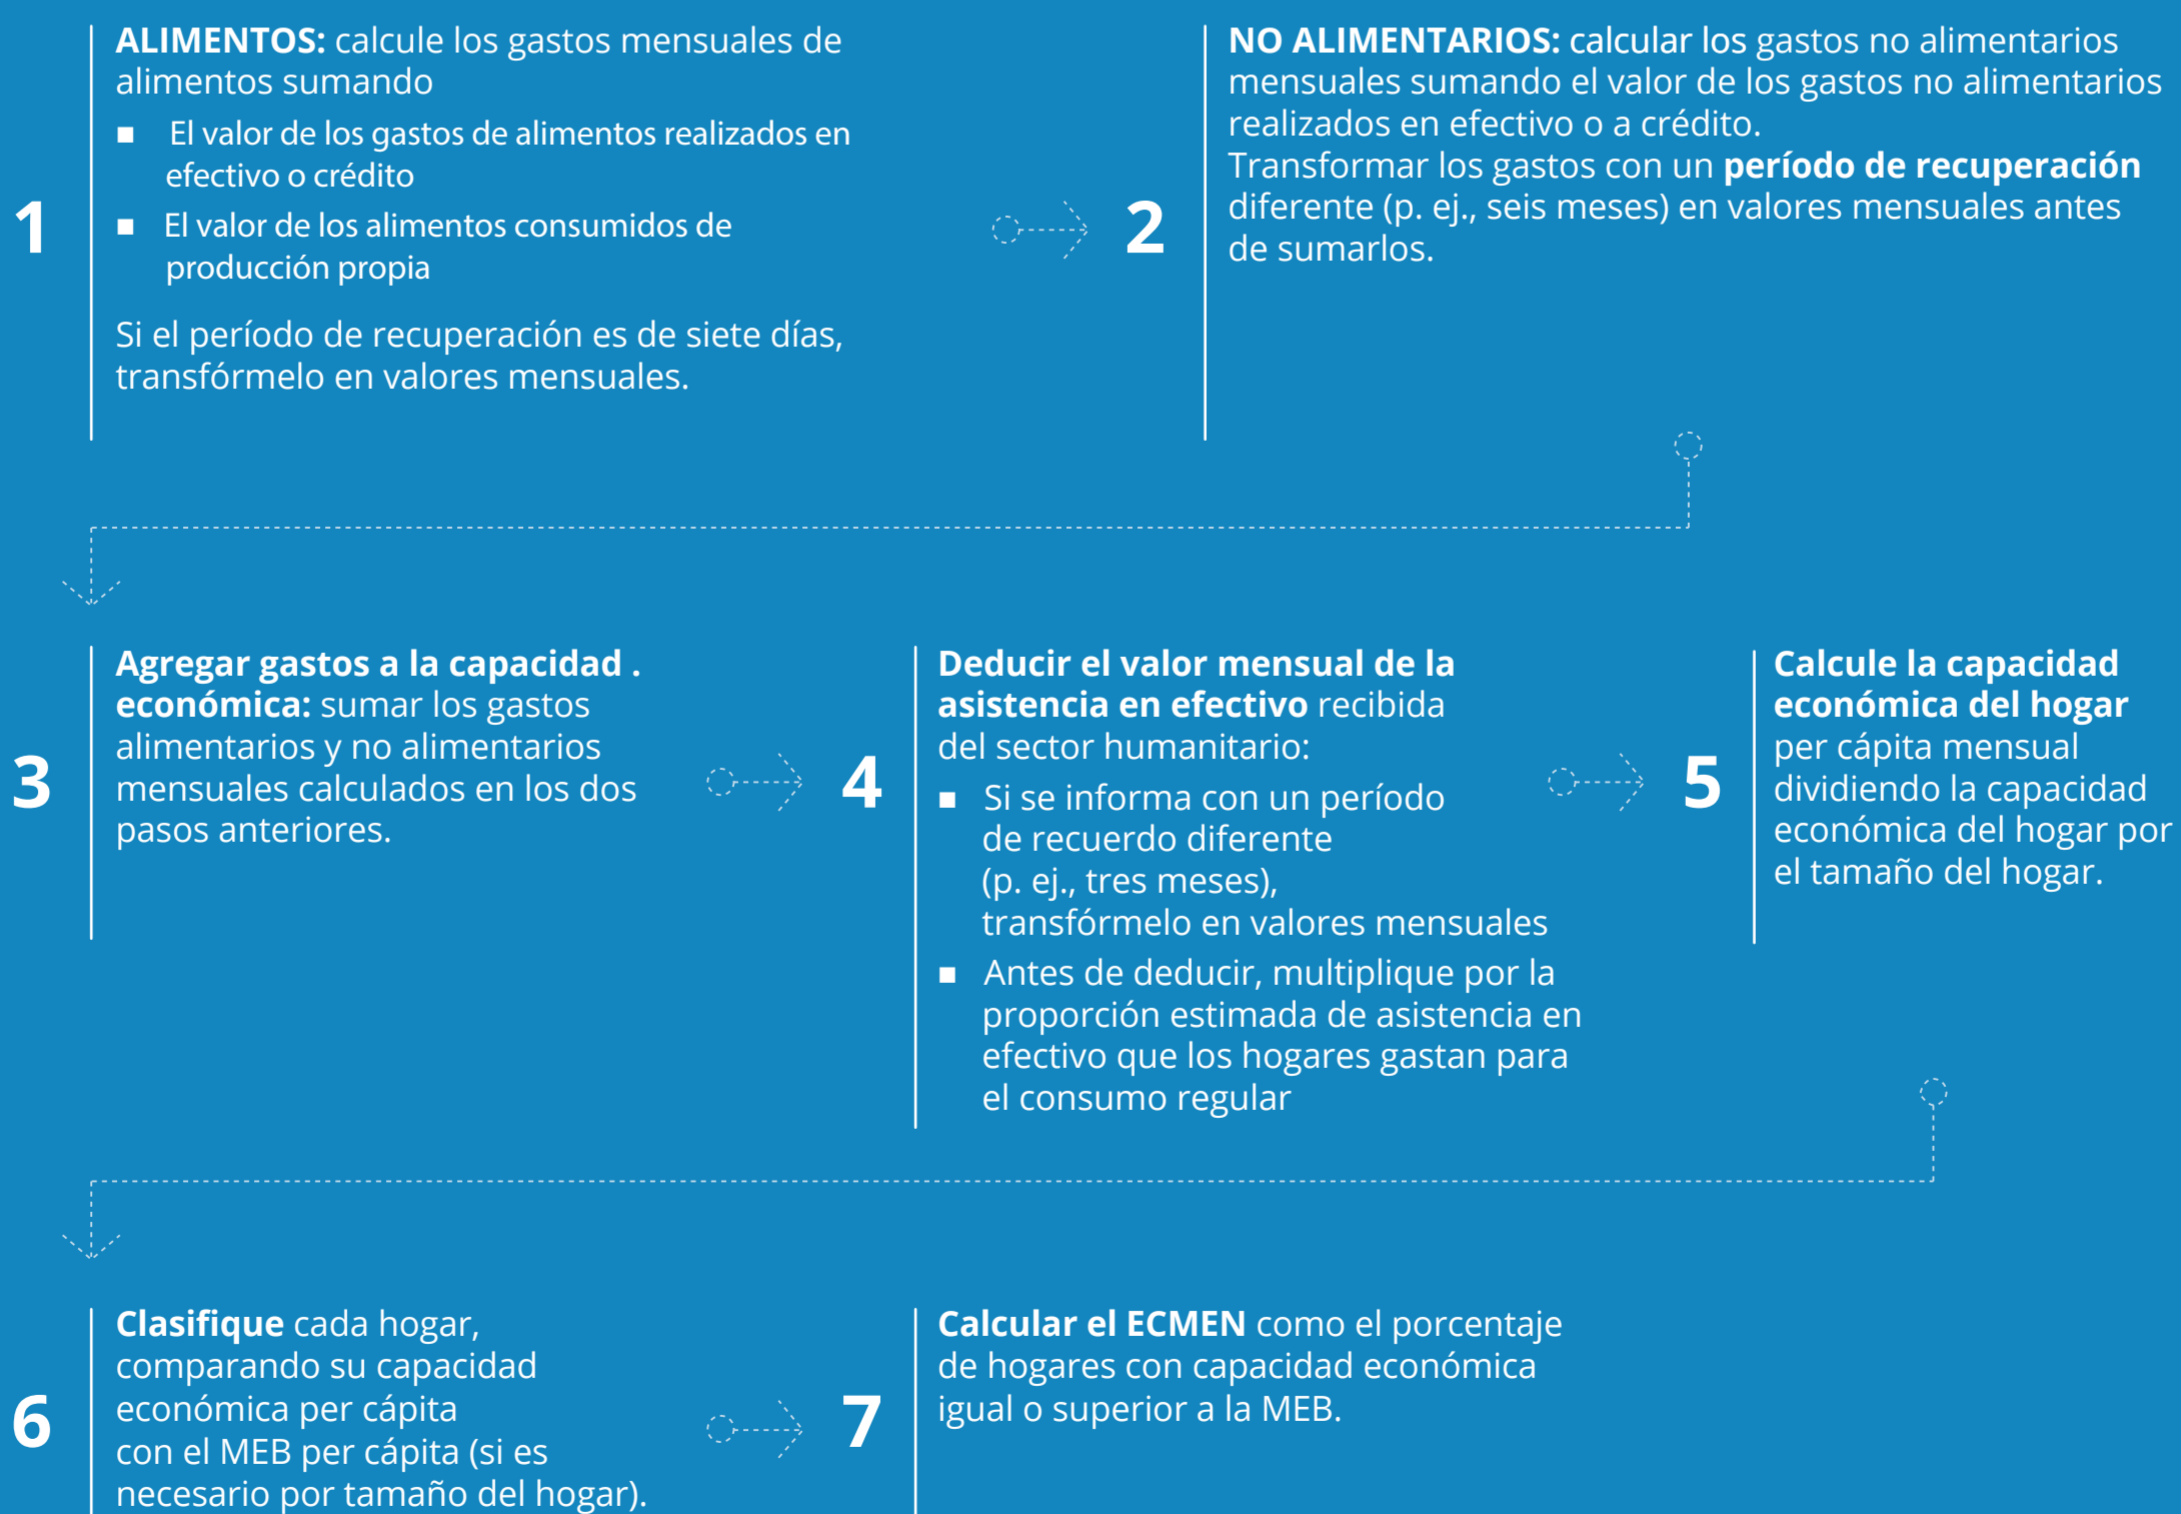 1
ALIMENTOS: calcule los gastos mensuales de
alimentos sumando
■ El valor de los gastos de alimentos realizados en
efectivo o crédito
■ El valor de los alimentos consumidos de
producción propia
Si el período de recuperación es de siete días,
transfórmelo en valores mensuales.
2
NO ALIMENTARIOS: calcular los gastos no alimentarios
mensuales sumando el valor de los gastos no alimentarios
realizados en efectivo o a crédito.
Transformar los gastos con un período de recuperación
diferente (p. ej., seis meses) en valores mensuales antes
de sumarlos.
3
Agregar gastos a la capacidad .
económica: sumar los gastos
alimentarios y no alimentarios
mensuales calculados en los dos
pasos anteriores.
4
Deducir el valor mensual de la
asistencia en efectivo recibida
del sector humanitario:
■ Si se informa con un período
de recuerdo diferente
(p. ej., tres meses),
transfórmelo en valores mensuales
■ Antes de deducir, multiplique por la
proporción estimada de asistencia en
efectivo que los hogares gastan para
el consumo regular
5
Calcule la capacidad
económica del hogar
per cápita mensual
dividiendo la capacidad
económica del hogar por
el tamaño del hogar.
6
Clasifique cada hogar,
comparando su capacidad
económica per cápita
con el MEB per cápita (si es
necesario por tamaño del hogar).
7
Calcular el ECMEN como el porcentaje
de hogares con capacidad económica
igual o superior a la MEB.